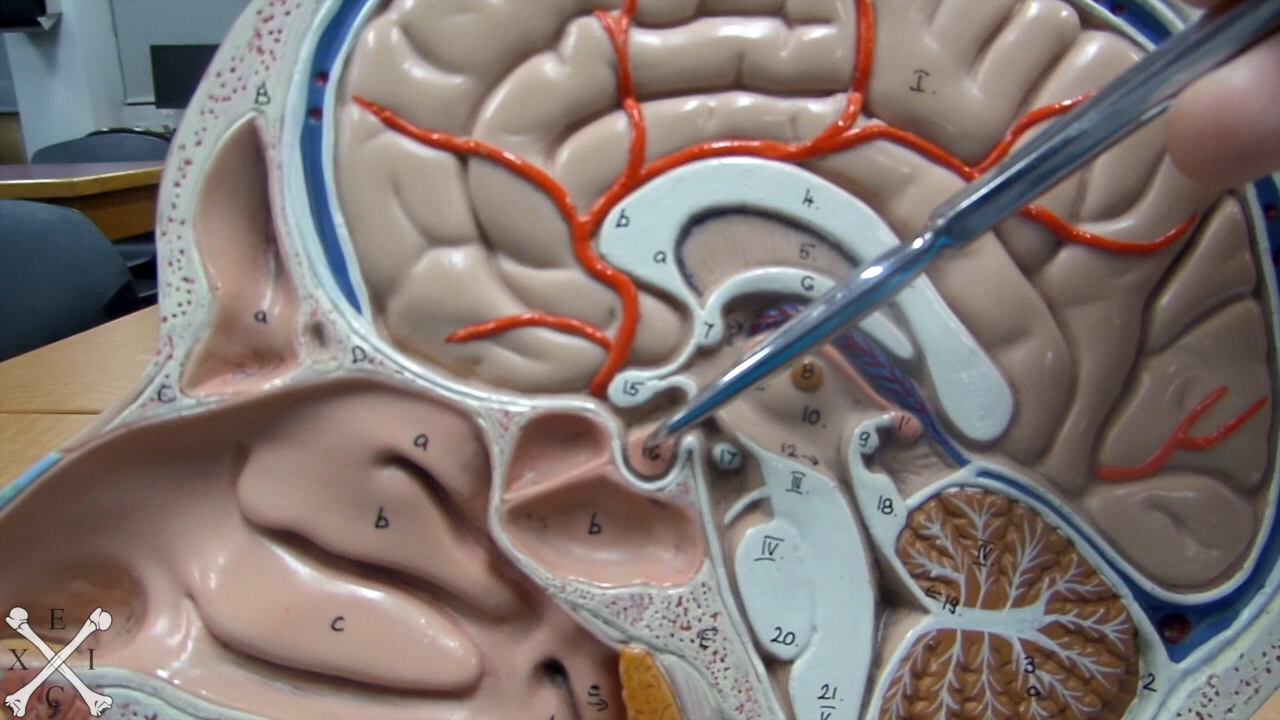 B
I.
b
4.
a
5.
a
6
7
D
C
8
15
10.
11
a
9
16
17
12→
III
b
b
18.
IV
V
←19.
c
20.
E
3
a
2
21.
E
X I
C